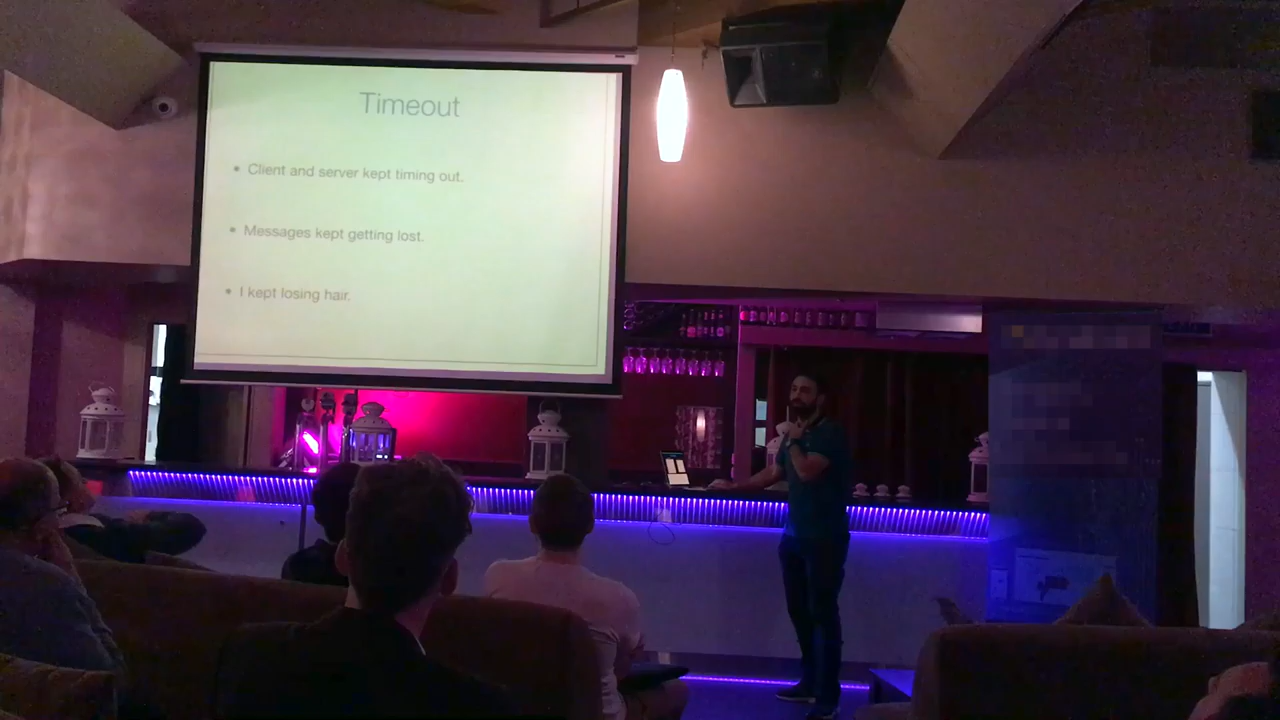 Timeout
• Client and server kept timing out.
• Messages kept getting lost.
• I kept losing hair.